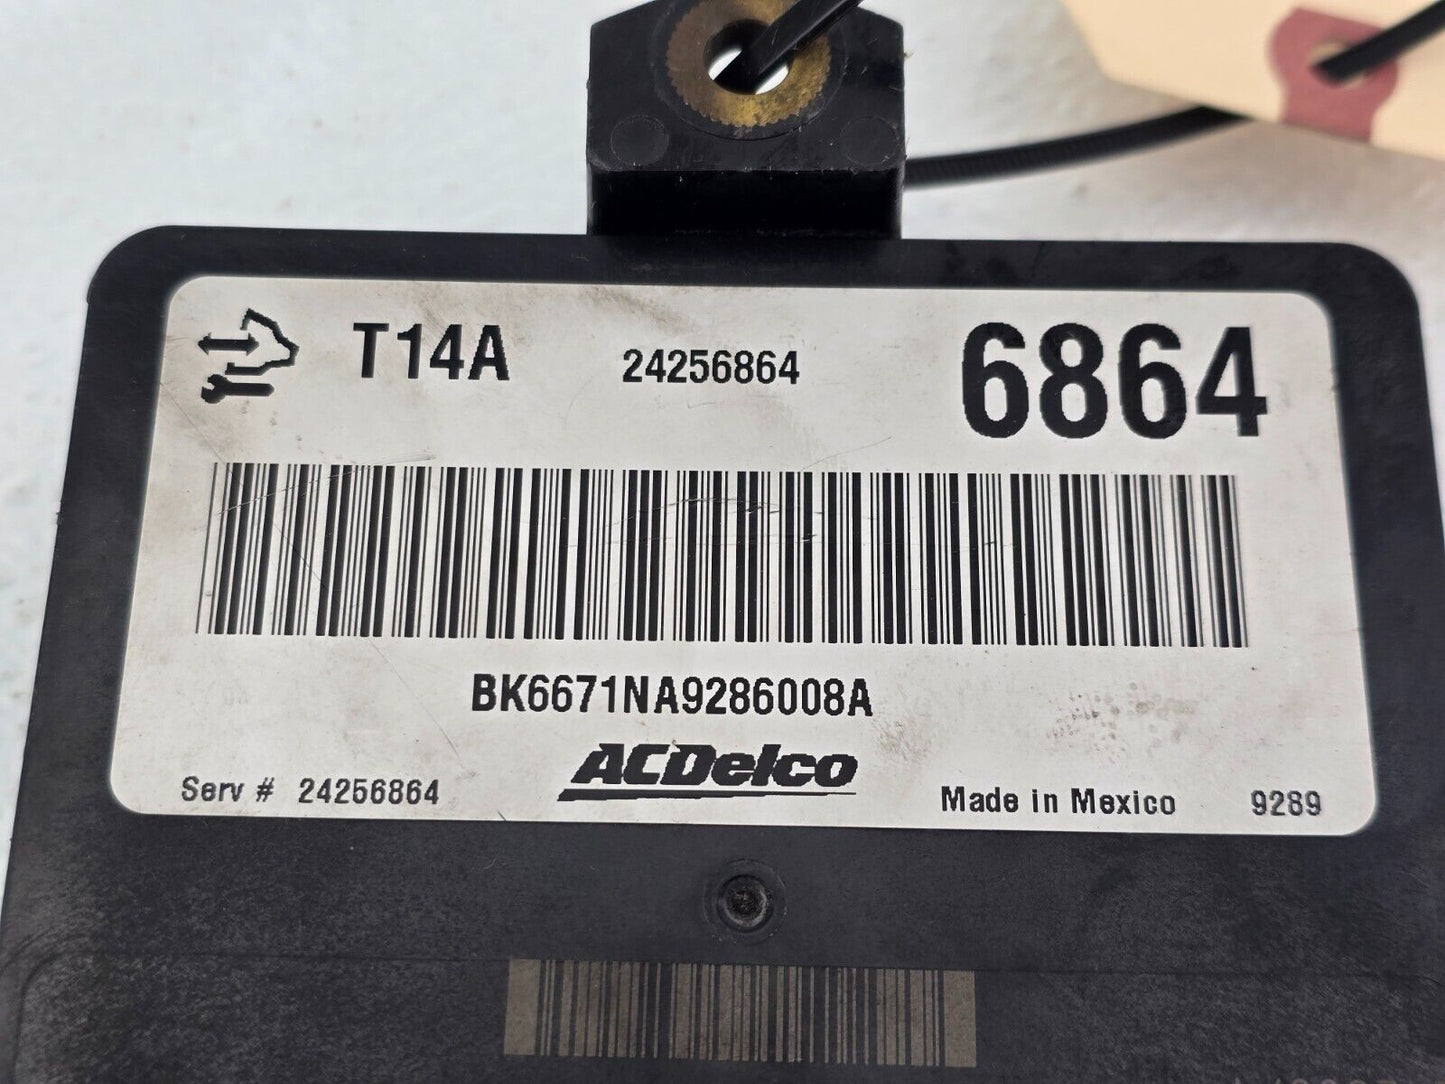 T14A 24256864 6864
BK6671NA9286008A
ACDelco
Serv # 24256864 Made in Mexico 9289